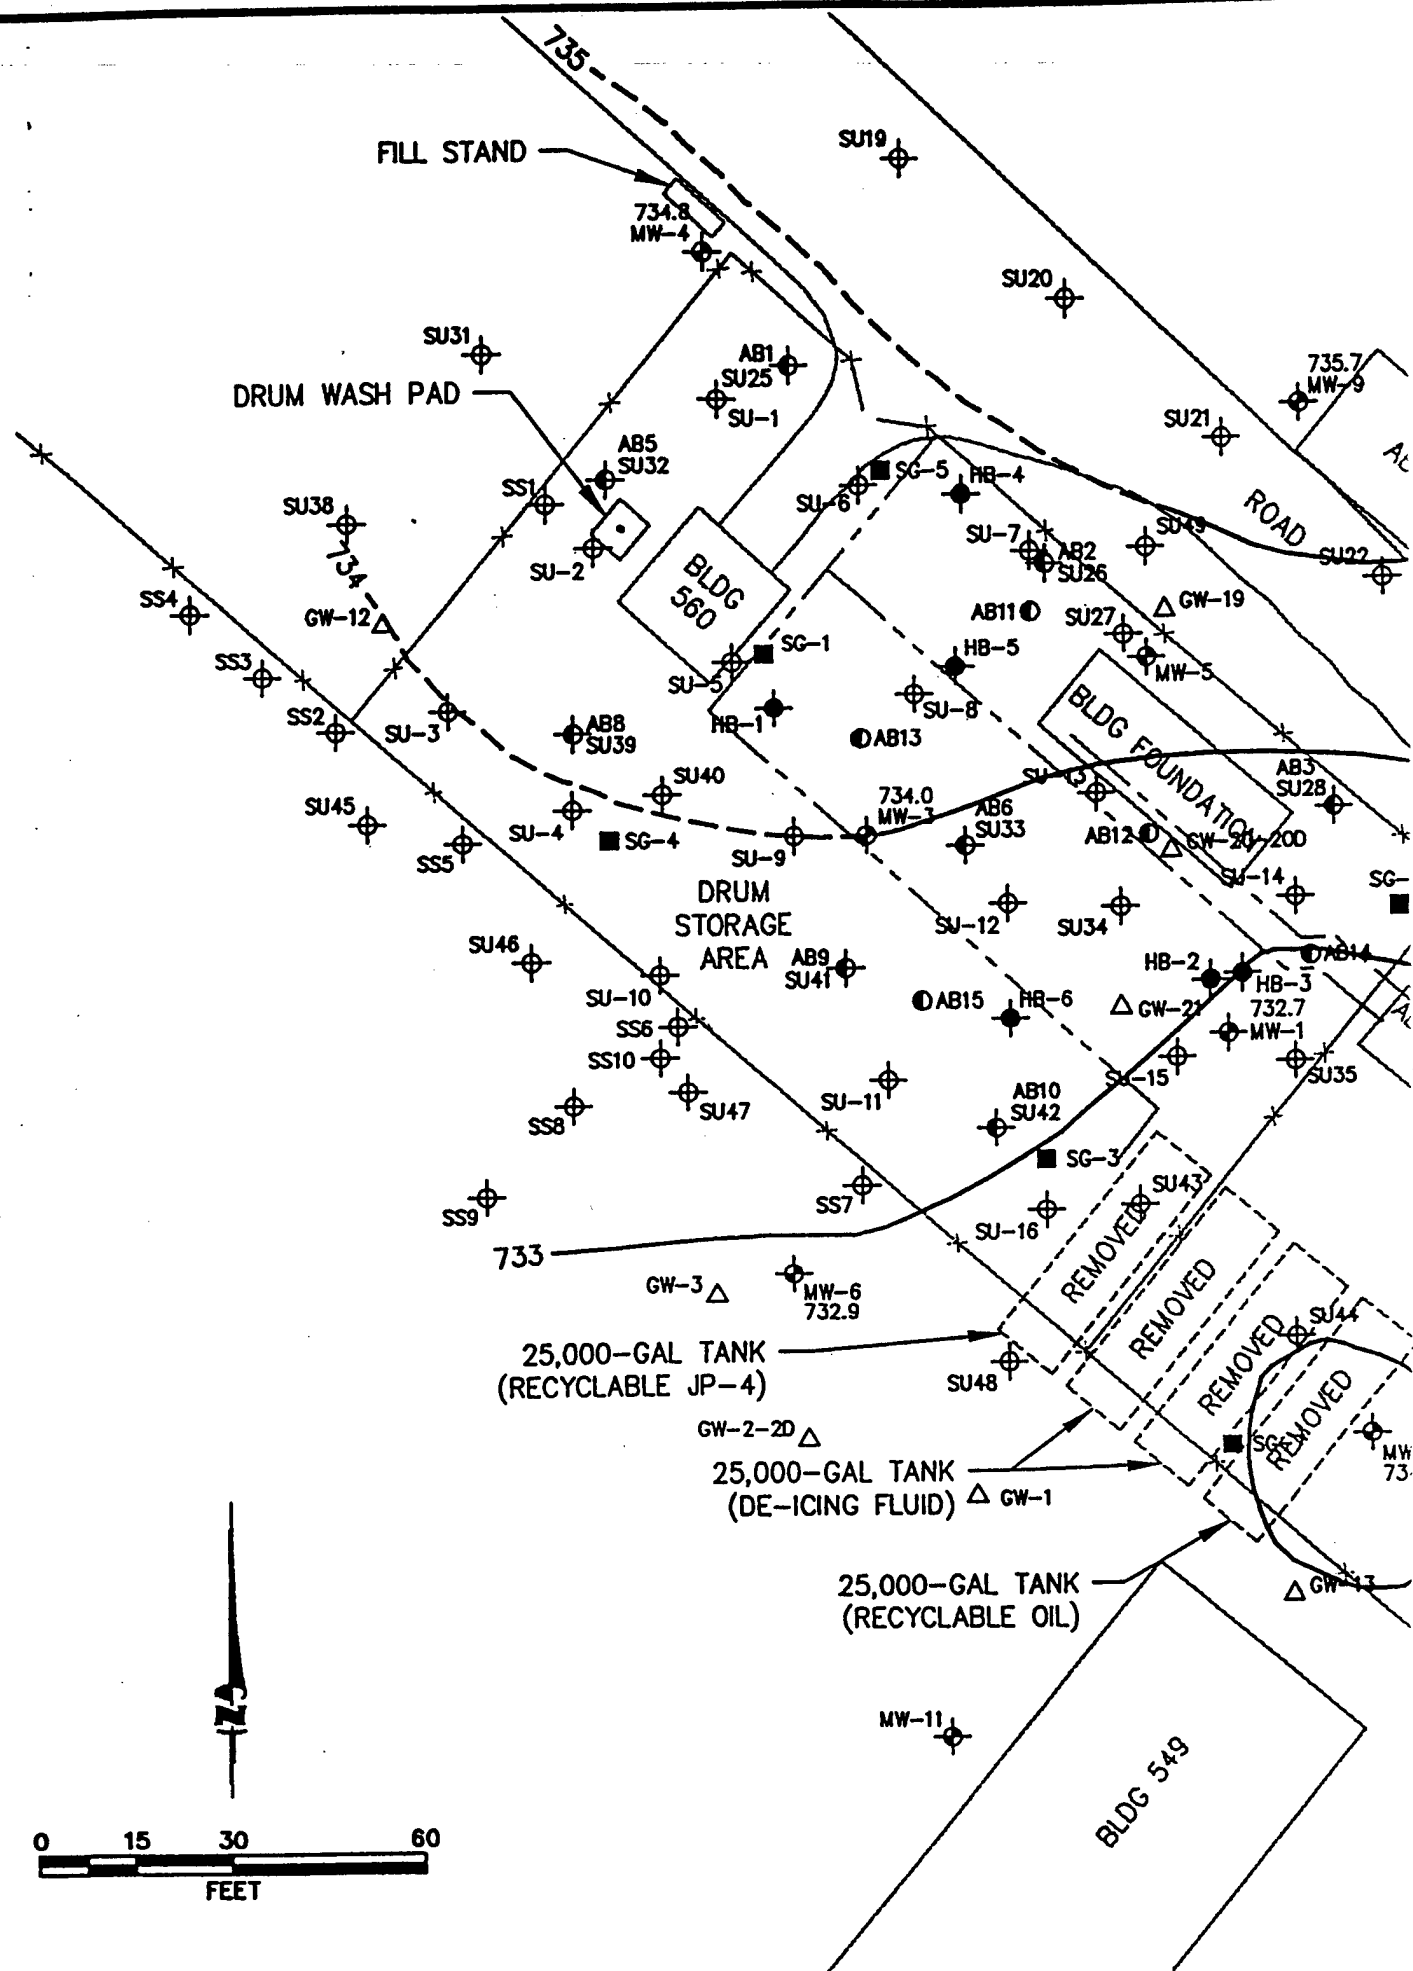 735
SU19
FILL STAND
734.8
MW-4
SU20
SU31
AB1
SU25
SU-1
735.7
MW-9
DRUM WASH PAD
SU21
AB5
SU32
SG-5
HB-4
SU-6
SS1
SU38
ROAD
SU-7
SU49
AB2
SU26
SU22
SU-2
734
BLDG
560
SS4
GW-12
AB11
GW-19
SU27
SG-1
HB-5
MW-5
SS3
SU-5
SU-8
SS2
SU-3
HB-1
BLDG FOUNDATION
AB8
SU39
AB13
SU40
AB3
SU28
734.0
MW-3
SU45
SU-4
AB6
SU33
SG-4
SU-9
AB12
GW-20-20D
SS5
SU-14
DRUM
STORAGE
AREA
SU-12
SU34
SU46
AB9
SU41
HB-2
AB14
HB-3
SU-10
AB15
HB-6
GW-21
732.7
MW-1
SS6
SS10
SU-15
SU35
SU47
SU-11
AB10
SU42
SS8
SG-3
SS7
SU43
SS9
SU-16
733
REMOVED
GW-3
MW-6
732.9
REMOVED
SU44
25,000-GAL TANK
(RECYCLABLE JP-4)
SU48
REMOVED
REMOVED
GW-2-2D
25,000-GAL TANK
(DE-ICING FLUID)
GW-1
25,000-GAL TANK
(RECYCLABLE OIL)
GW-13
MW-11
BLDG 549
0 15 30 60
FEET